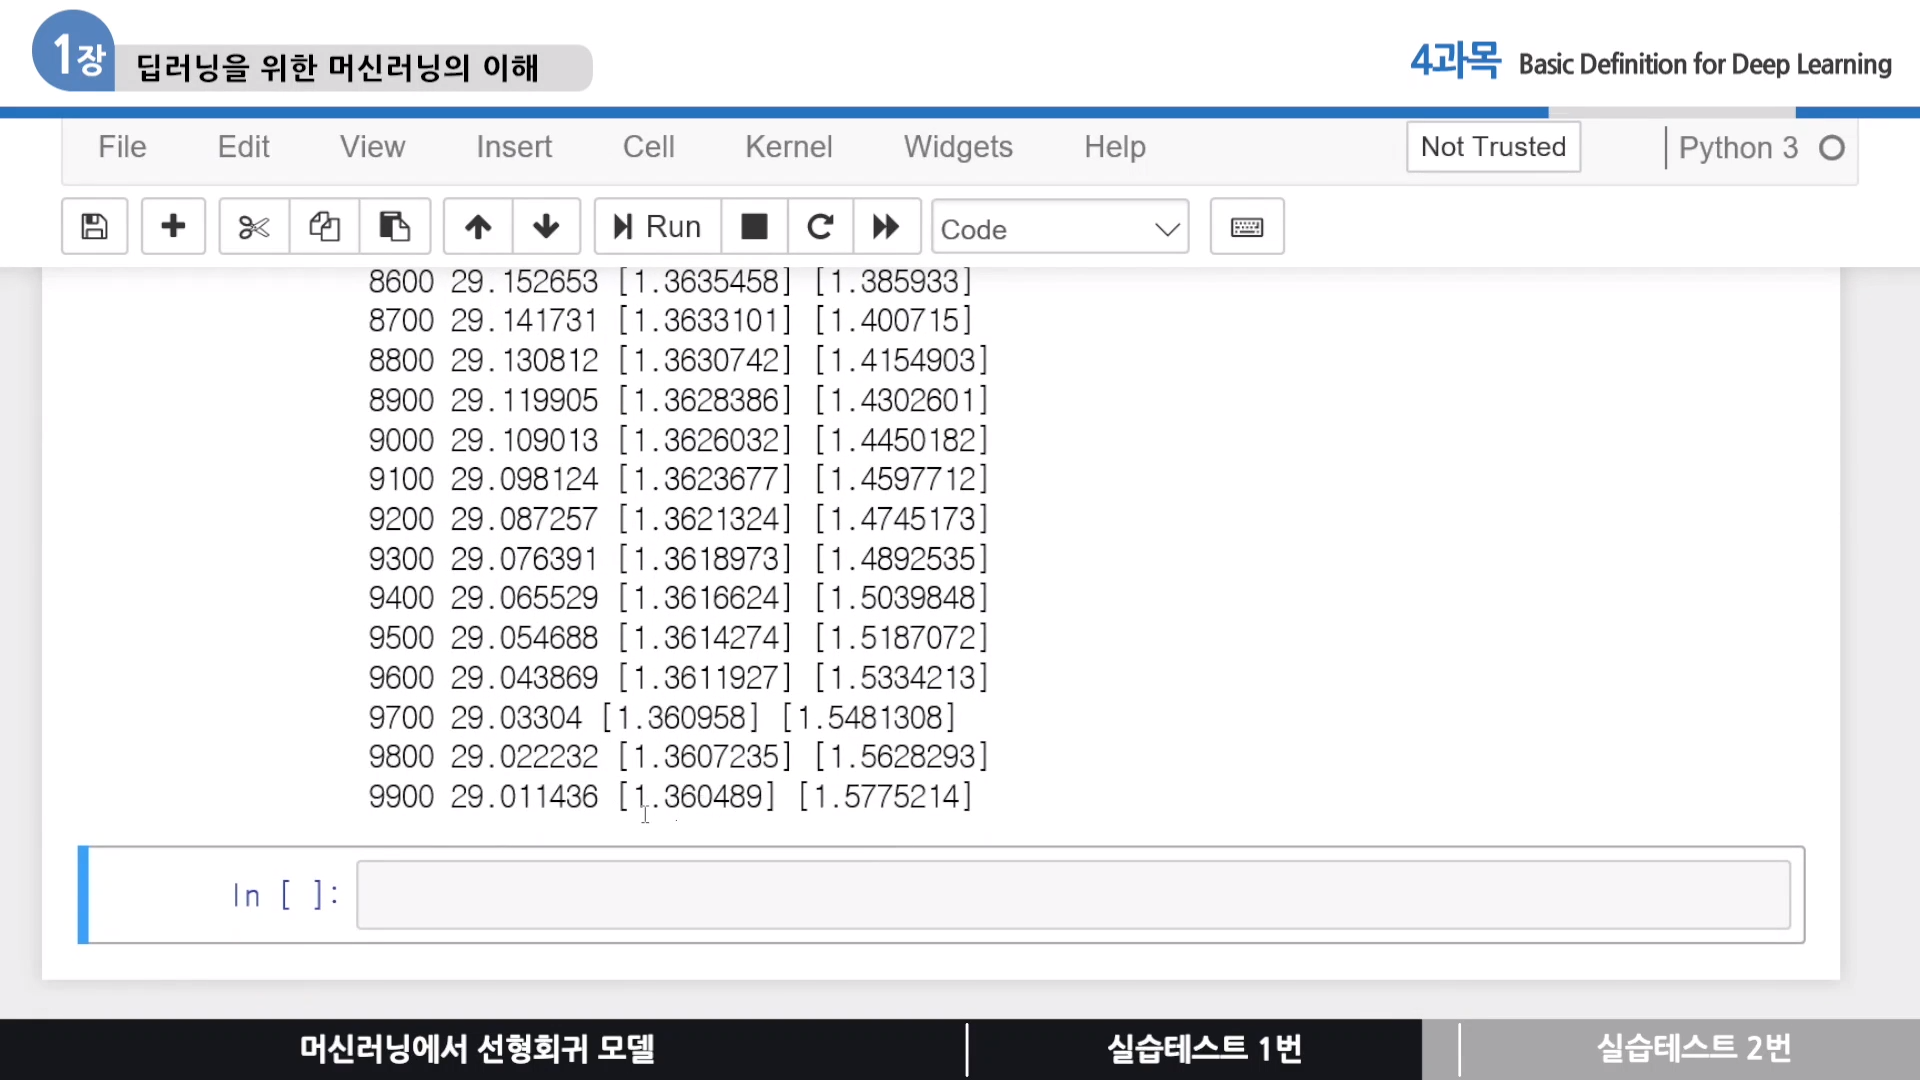 1장 딥러닝을 위한 머신러닝의 이해
4과목 Basic Definition for Deep Learning
File Edit View Insert Cell Kernel Widgets Help Not Trusted Python 3
Run Code
8600 29.152653 [1.3635458] [1.385933]
8700 29.141731 [1.3633101] [1.400715]
8800 29.130812 [1.3630742] [1.4154903]
8900 29.119905 [1.3628386] [1.4302601]
9000 29.109013 [1.3626032] [1.4450182]
9100 29.098124 [1.3623677] [1.4597712]
9200 29.087257 [1.3621324] [1.4745173]
9300 29.076391 [1.3618973] [1.4892535]
9400 29.065529 [1.3616624] [1.5039848]
9500 29.054688 [1.3614274] [1.5187072]
9600 29.043869 [1.3611927] [1.5334213]
9700 29.03304 [1.360958] [1.5481308]
9800 29.022232 [1.3607235] [1.5628293]
9900 29.011436 [1.360489] [1.5775214]
In [ ]:
머신러닝에서 선형회귀 모델 실습테스트 1번 실습테스트 2번